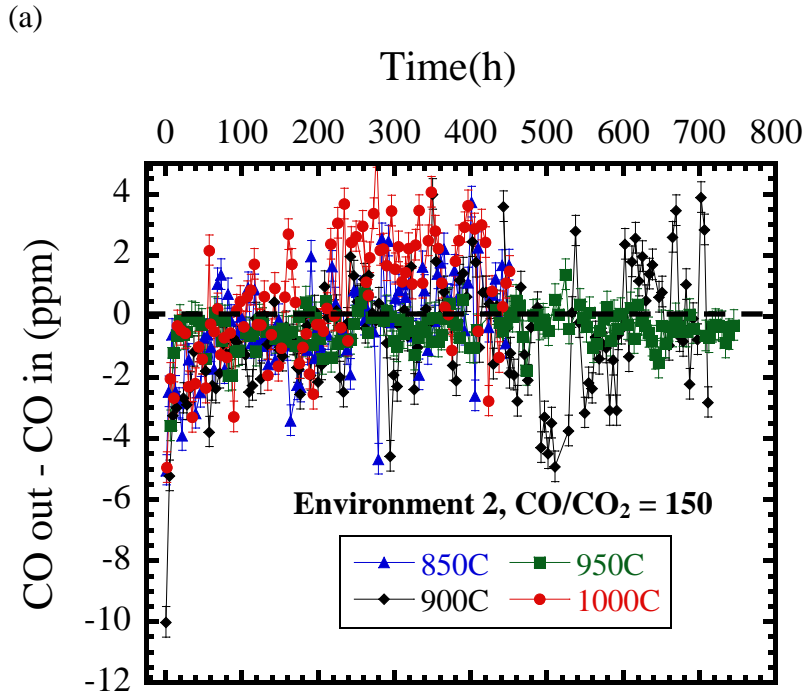 (a)
Time(h)
0 100 200 300 400 500 600 700 800
4
2
0
-2
-4
-6
-8
-10
-12
CO out - CO in (ppm)
Environment 2, CO/CO₂ = 150
850C 950C
900C 1000C